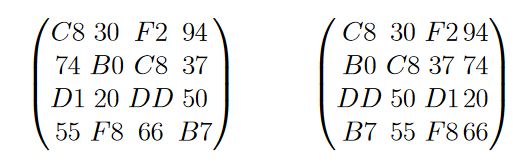 C8 30 F2 94 C8 30 F2 94
74 B0 C8 37 B0 C8 37 74
D1 20 DD 50 DD 50 D1 20
55 F8 66 B7 B7 55 F8 66